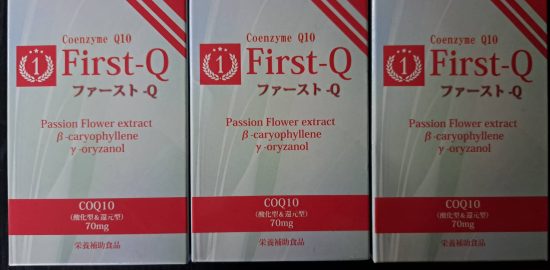 Coenzyme Q10
1
First-Q
ファースト-Q
Passion Flower extract
β-caryophyllene
γ-oryzanol
COQ10
(酸化型&還元型)
70mg
栄養補助食品
Coenzyme Q10
1
First-Q
ファースト-Q
Passion Flower extract
β-caryophyllene
γ-oryzanol
COQ10
(酸化型&還元型)
70mg
栄養補助食品
Coenzyme Q10
1
First-Q
ファースト-Q
Passion Flower extract
β-caryophyllene
γ-oryzanol
COQ10
(酸化型&還元型)
70mg
栄養補助食品